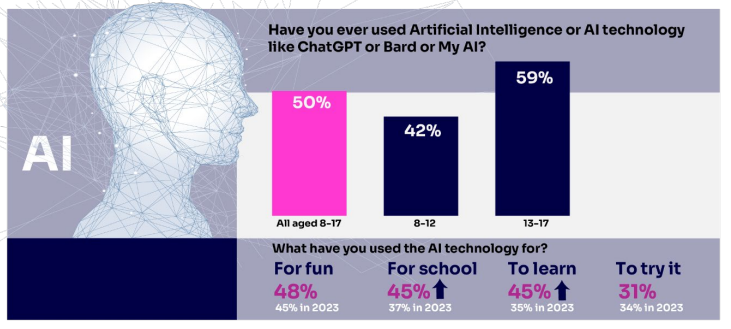 Have you ever used Artificial Intelligence or AI technology
like ChatGPT or Bard or My AI?
AI
50%
42%
59%
All aged 8-17
8-12
13-17
What have you used the AI technology for?
For fun
48%
45% in 2023
For school
45%
37% in 2023
To learn
45%
35% in 2023
To try it
31%
34% in 2023